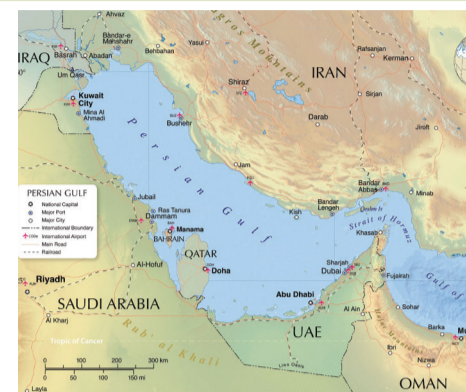 Ahvaz
Bandar-e
Mahshahr
Behbahan
Yasuj
Zagros Mountains
Rafsanjan
Kerman
IRAQ
Basrah
Abadan
Umm Qasr
IRAN
Kuwait
City
Mina Al
Ahmadi
Shiraz
Sirjan
Bushehr
Darab
Jiroft
Persian Gulf
Jam
PERSIAN GULF
National Capital
Major Port
Major City
International Boundary
International Airport
Main Road
Railroad
Jubail
Ras Tanura
Dammam
Manama
BAHRAIN
Kish
Bandar
Lengeh
Bandar
Abbas
Minab
Qeshm Is
Strait of Hormuz
Khasab
QATAR
Doha
Al-Hofuf
Sharjah
Dubai
Fujairah
Gulf of
Riyadh
SAUDI ARABIA
Abu Dhabi
Al Ain
Sohar
Al Kharj
Rub' al Khali
UAE
Barka
Ibri
Nizwa
Tropic of Cancer
0 100 200 300 km
0 50 100 150 mi
Layla
OMAN